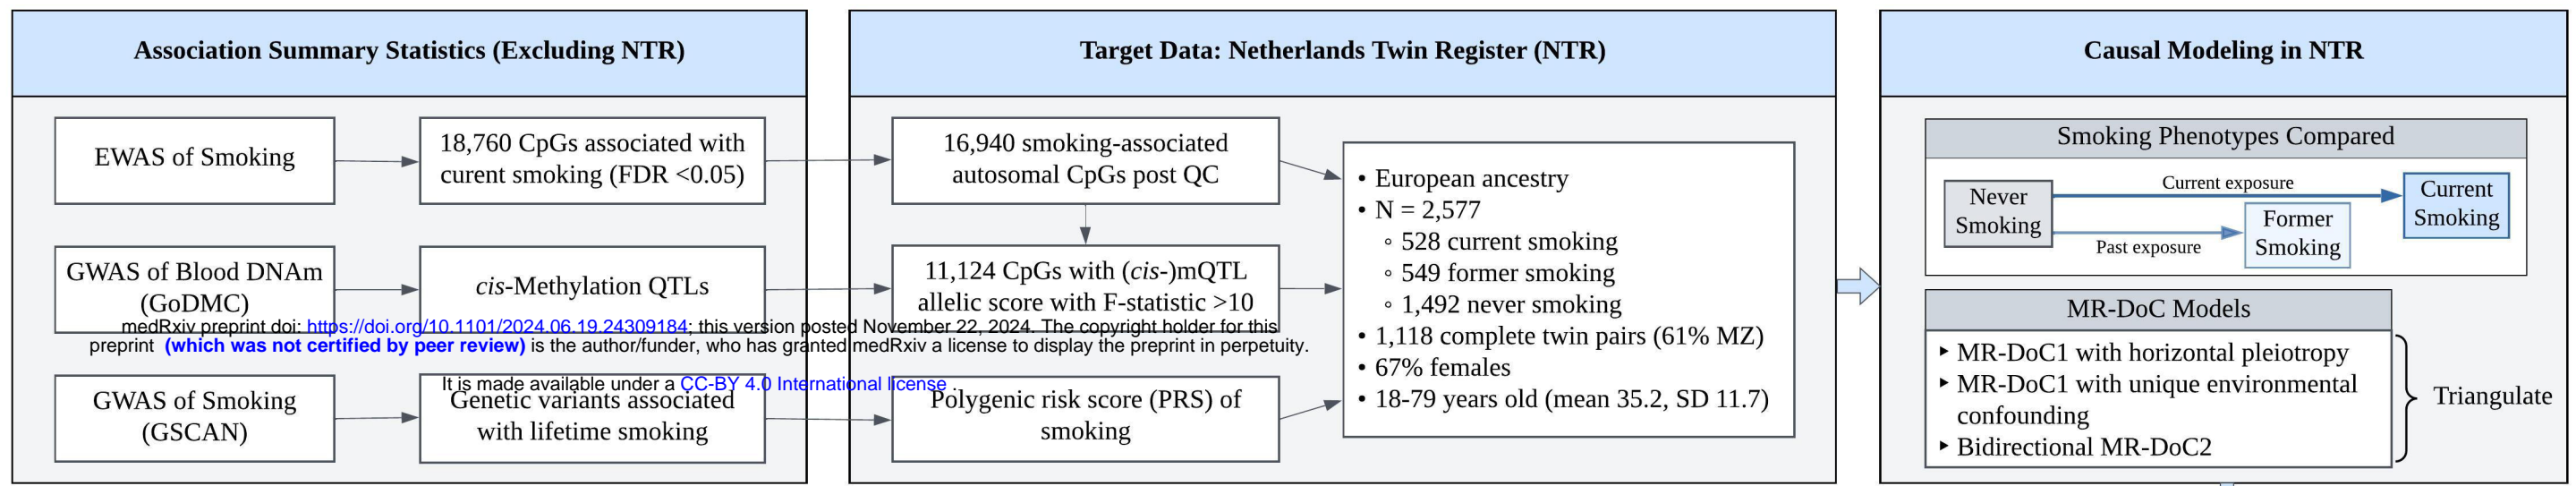 Association Summary Statistics (Excluding NTR)
EWAS of Smoking
18,760 CpGs associated with
curent smoking (FDR <0.05)
GWAS of Blood DNAm
(GoDMC)
cis-Methylation QTLs
GWAS of Smoking
(GSCAN)
Genetic variants associated
with lifetime smoking
Target Data: Netherlands Twin Register (NTR)
16,940 smoking-associated
autosomal CpGs post QC
11,124 CpGs with (cis-)mQTL
allelic score with F-statistic >10
Polygenic risk score (PRS) of
smoking
• European ancestry
• N = 2,577
◦ 528 current smoking
◦ 549 former smoking
◦ 1,492 never smoking
• 1,118 complete twin pairs (61% MZ)
• 67% females
• 18-79 years old (mean 35.2, SD 11.7)
medRxiv preprint doi: https://doi.org/10.1101/2024.06.19.24309184; this version posted November 22, 2024. The copyright holder for this
preprint (which was not certified by peer review) is the author/funder, who has granted medRxiv a license to display the preprint in perpetuity.
It is made available under a CC-BY 4.0 International license .
Causal Modeling in NTR
Smoking Phenotypes Compared
Never
Smoking
Current exposure
Current
Smoking
Past exposure
Former
Smoking
MR-DoC Models
‣ MR-DoC1 with horizontal pleiotropy
‣ MR-DoC1 with unique environmental
confounding
‣ Bidirectional MR-DoC2
Triangulate